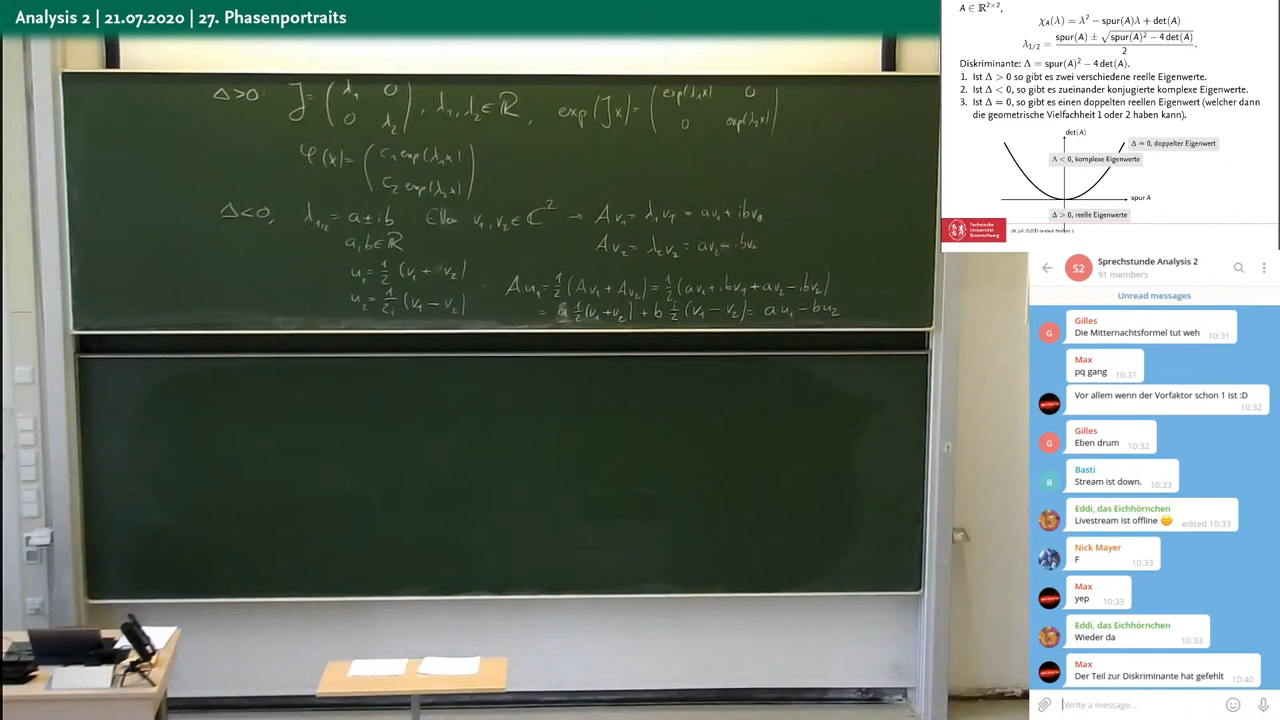 Analysis 2 | 21.07.2020 | 27. Phasenportraits
Δ>0 J = ( λ₁ 0 0 λ₂ ) , λ₁,λ₂ ∈ ℝ , exp(Jx) = ( exp(λ₁x) 0 0 exp(λ₂x) )
φ(x) = ( c₁ exp(λ₁x) c₂ exp(λ₂x) )
Δ<0, λ₁/₂ = a ± ib v₁,v₂ ∈ ℂ² → Av₁ = λ₁v₁ = av₁ + ibv₁
a,b ∈ ℝ Av₂ = λ₂v₂ = av₂ - ibv₂
u₁ = 1/2 (v₁ + v₂) Au₁ = 1/2 (Av₁ + Av₂) = 1/2 (av₁ + ibv₁ + av₂ - ibv₂)
u₂ = 1/2i (v₁ - v₂) = a 1/2 (v₁+v₂) + b i/2 (v₁ - v₂) = au₁ - bu₂
A ∈ ℝ²ˣ²,
χ_A(λ) = λ² − spur(A)λ + det(A)
λ₁/₂ = (spur(A) ± √(spur(A)² − 4 det(A))) / 2.
Diskriminante: Δ = spur(A)² − 4 det(A).
1. Ist Δ > 0 so gibt es zwei verschiedene reelle Eigenwerte.
2. Ist Δ < 0, so gibt es zueinander konjugierte komplexe Eigenwerte.
3. Ist Δ = 0, so gibt es einen doppelten reellen Eigenwert (welcher dann
die geometrische Vielfachheit 1 oder 2 haben kann).
det(A)
Δ = 0, doppelter Eigenwert
Δ < 0, komplexe Eigenwerte
spur A
Δ > 0, reelle Eigenwerte
Technische
Universität
Braunschweig
S2
Sprechstunde Analysis 2
91 members
Unread messages
Gilles
G
Die Mitternachtsformel tut weh 10:31
Max
pq gang 10:31
Vor allem wenn der Vorfaktor schon 1 ist :D
10:32
Gilles
G
Eben drum 10:32
Basti
B
Stream ist down. 10:33
Eddi, das Eichhörnchen
Livestream ist offline 😕 edited 10:33
Nick Mayer
F 10:33
Max
yep 10:33
Eddi, das Eichhörnchen
Wieder da 10:33
Max
Der Teil zur Diskriminante hat gefehlt 10:40
Write a message...